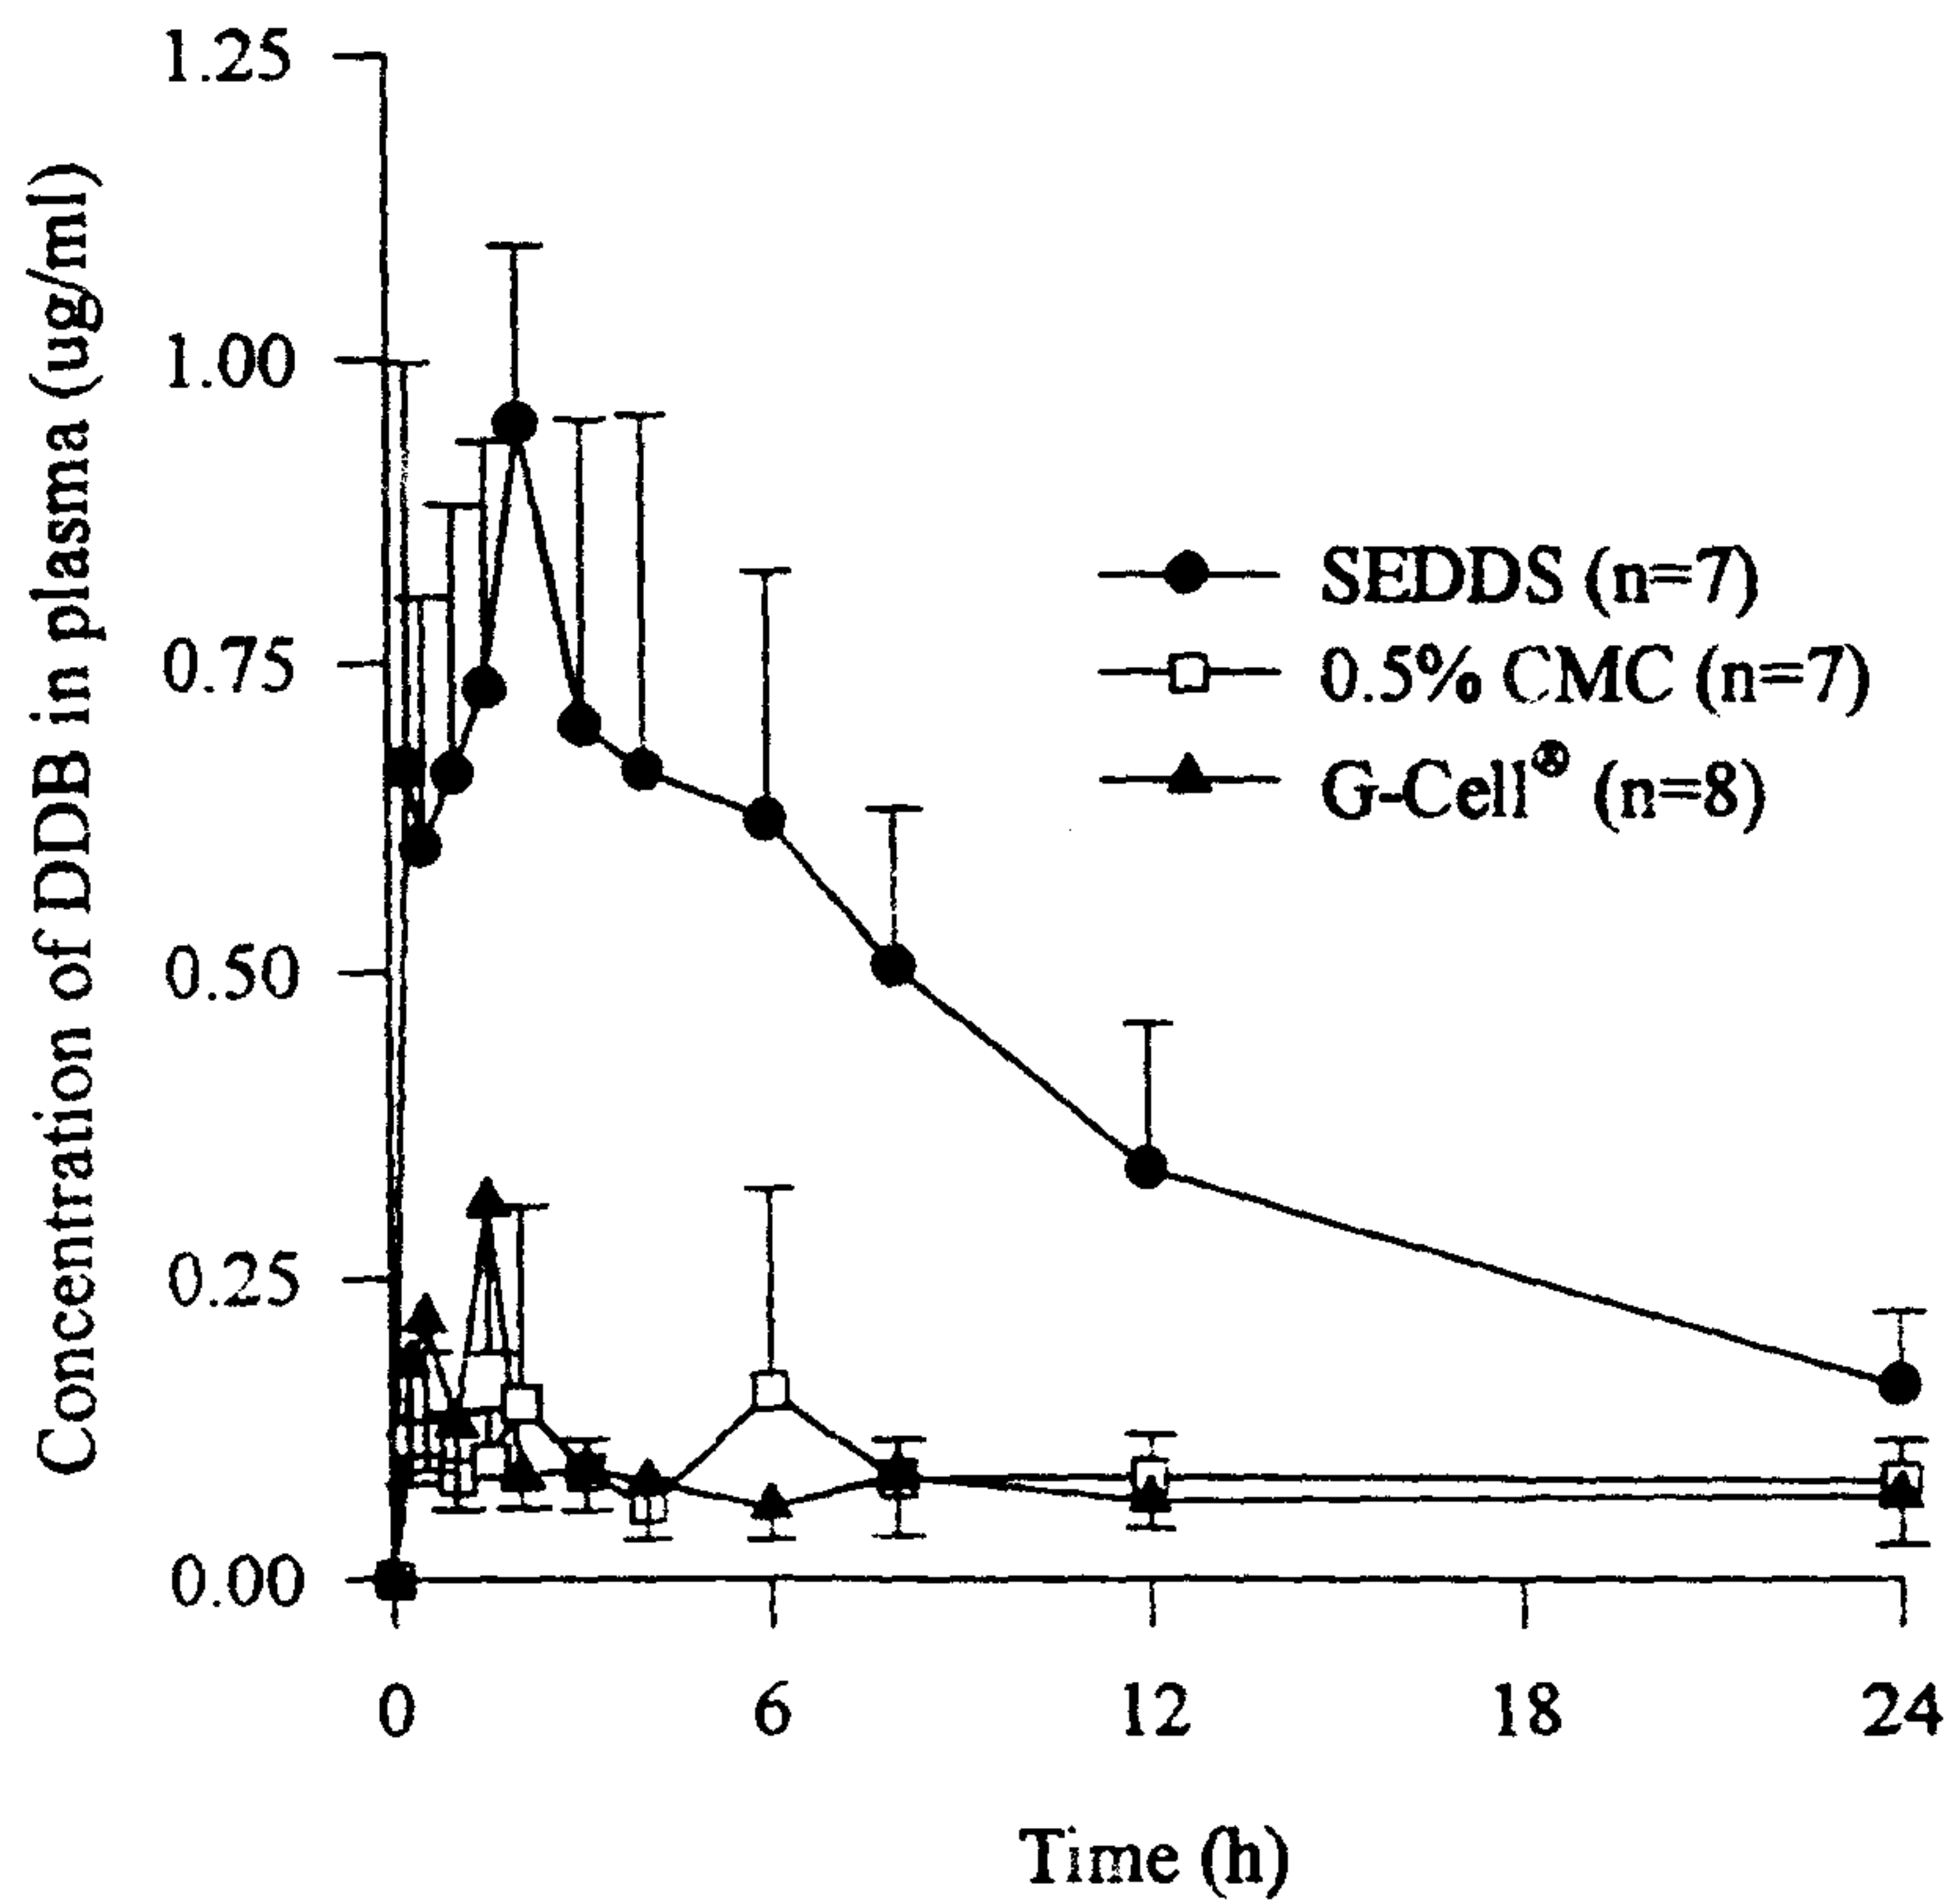 Concentration of DDB in plasma (ug/ml)
1.25
1.00
0.75
0.50
0.25
0.00
SEDDS (n=7)
0.5% CMC (n=7)
G-Cell® (n=8)
0 6 12 18 24
Time (h)